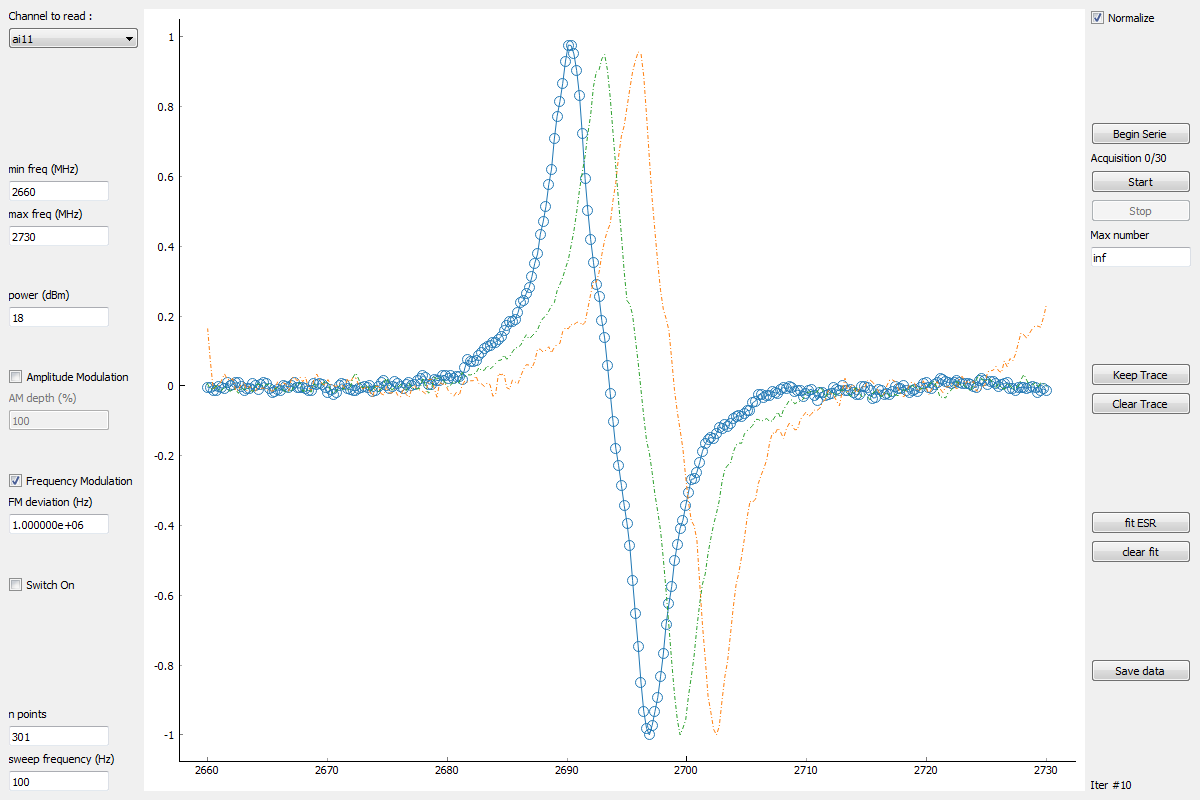 Channel to read :
ai11
min freq (MHz)
2660
max freq (MHz)
2730
power (dBm)
18
Amplitude Modulation
AM depth (%)
100
Frequency Modulation
FM deviation (Hz)
1.000000e+06
Switch On
n points
301
sweep frequency (Hz)
100
1
0.8
0.6
0.4
0.2
0
-0.2
-0.4
-0.6
-0.8
-1
2660 2670 2680 2690 2700 2710 2720 2730
Normalize
Begin Serie
Acquisition 0/30
Start
Stop
Max number
inf
Keep Trace
Clear Trace
fit ESR
clear fit
Save data
Iter #10